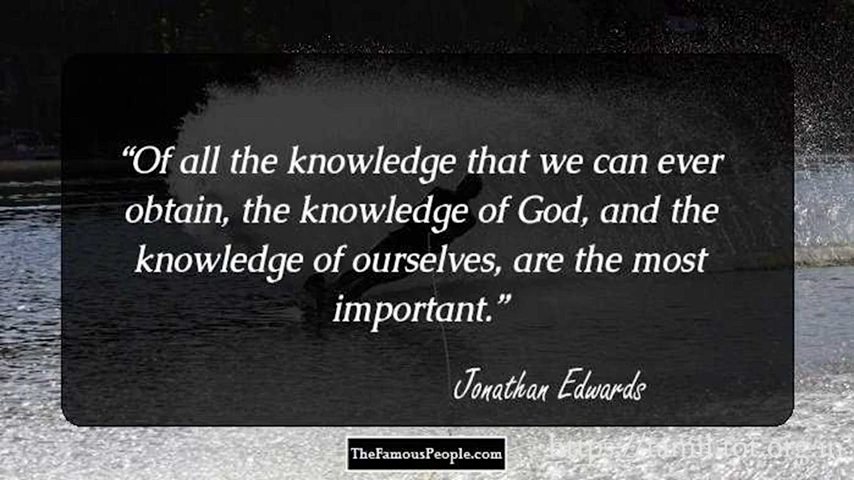 “Of all the knowledge that we can ever
obtain, the knowledge of God, and the
knowledge of ourselves, are the most
important.”
Jonathan Edwards
TheFamousPeople.com